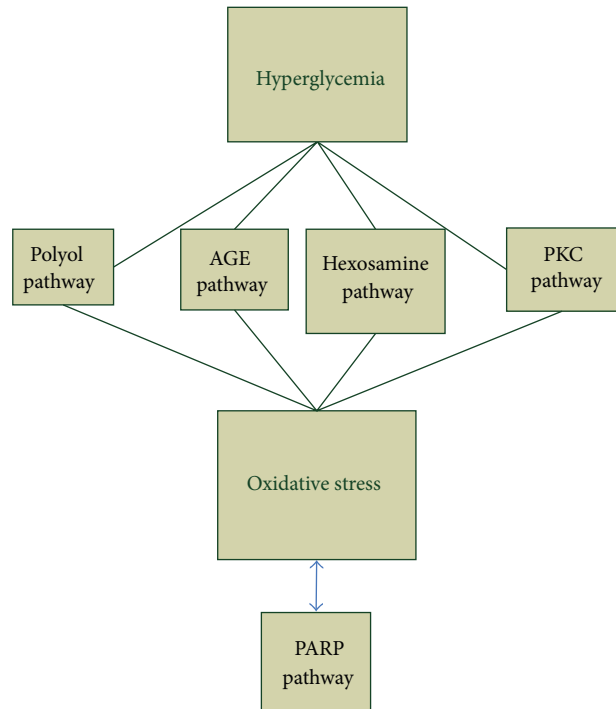 Hyperglycemia
Polyol
pathway
AGE
pathway
Hexosamine
pathway
PKC
pathway
Oxidative stress
PARP
pathway